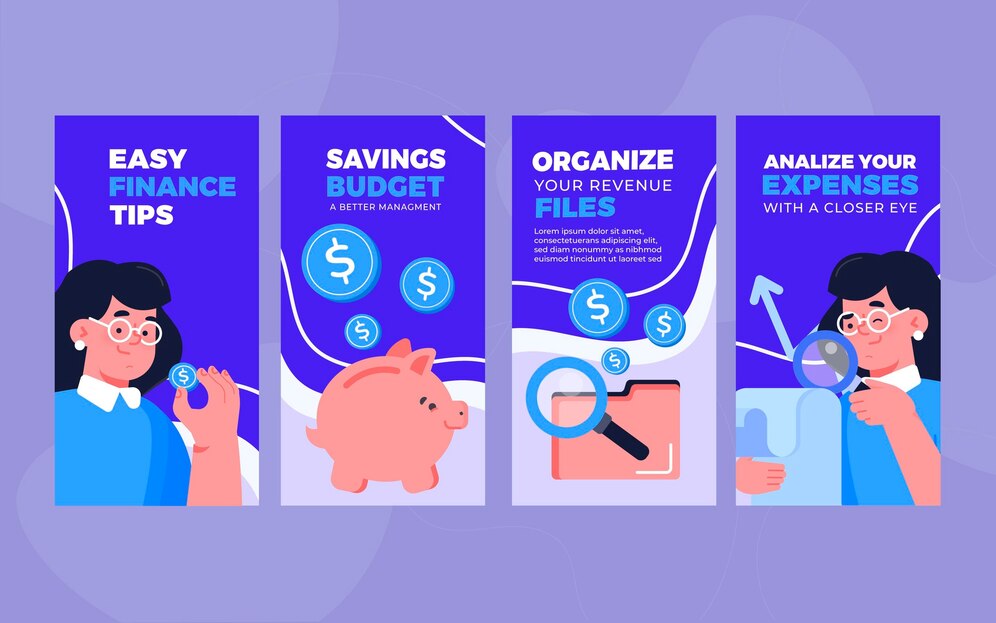 EASY
FINANCE
TIPS
$
SAVINGS
BUDGET
A BETTER MANAGMENT
$
$
$
ORGANIZE
YOUR REVENUE
FILES
Lorem ipsum dolor sit amet,
consectetuerans adipiscing elit,
sed diam nonummy as nibhmod
euismod tincidunt ut laoreet sed
$
$
$
ANALIZE YOUR
EXPENSES
WITH A CLOSER EYE